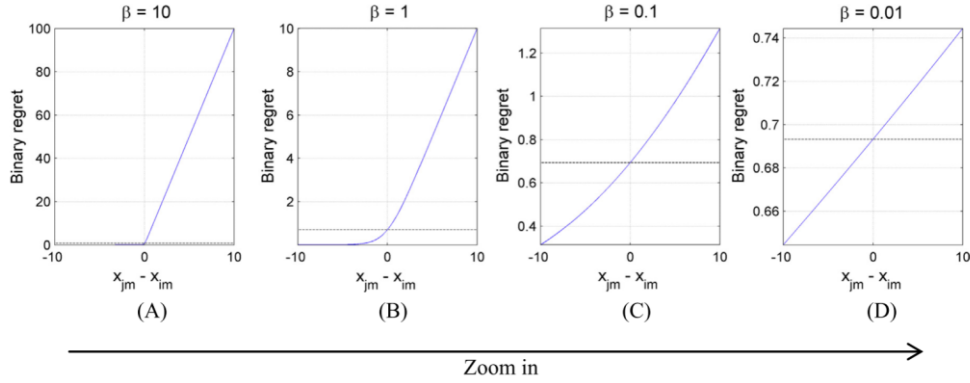 β = 10
β = 1
β = 0.1
β = 0.01
Binary regret
100
80
60
40
20
0
-10
0
10
x_jm - x_im
(A)
Binary regret
10
8
6
4
2
-10
0
10
x_jm - x_im
(B)
Binary regret
1.2
1
0.8
0.6
0.4
-10
0
10
x_jm - x_im
(C)
Binary regret
0.74
0.72
0.7
0.68
0.66
-10
0
10
x_jm - x_im
(D)
Zoom in